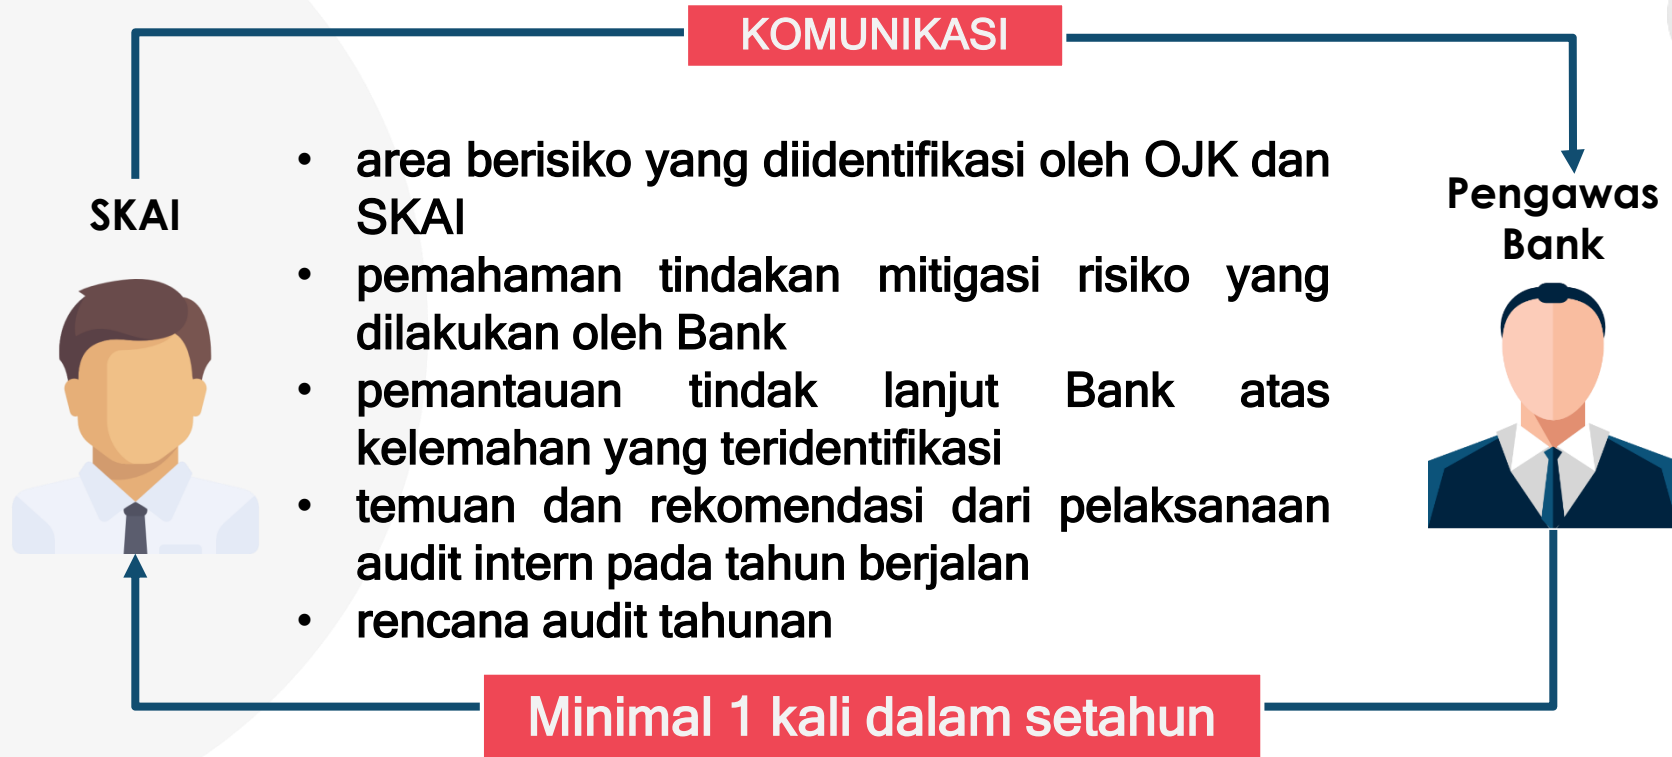 KOMUNIKASI
SKAI
• area berisiko yang diidentifikasi oleh OJK dan
SKAI
• pemahaman tindakan mitigasi risiko yang
dilakukan oleh Bank
• pemantauan tindak lanjut Bank atas
kelemahan yang teridentifikasi
• temuan dan rekomendasi dari pelaksanaan
audit intern pada tahun berjalan
• rencana audit tahunan
Pengawas
Bank
Minimal 1 kali dalam setahun